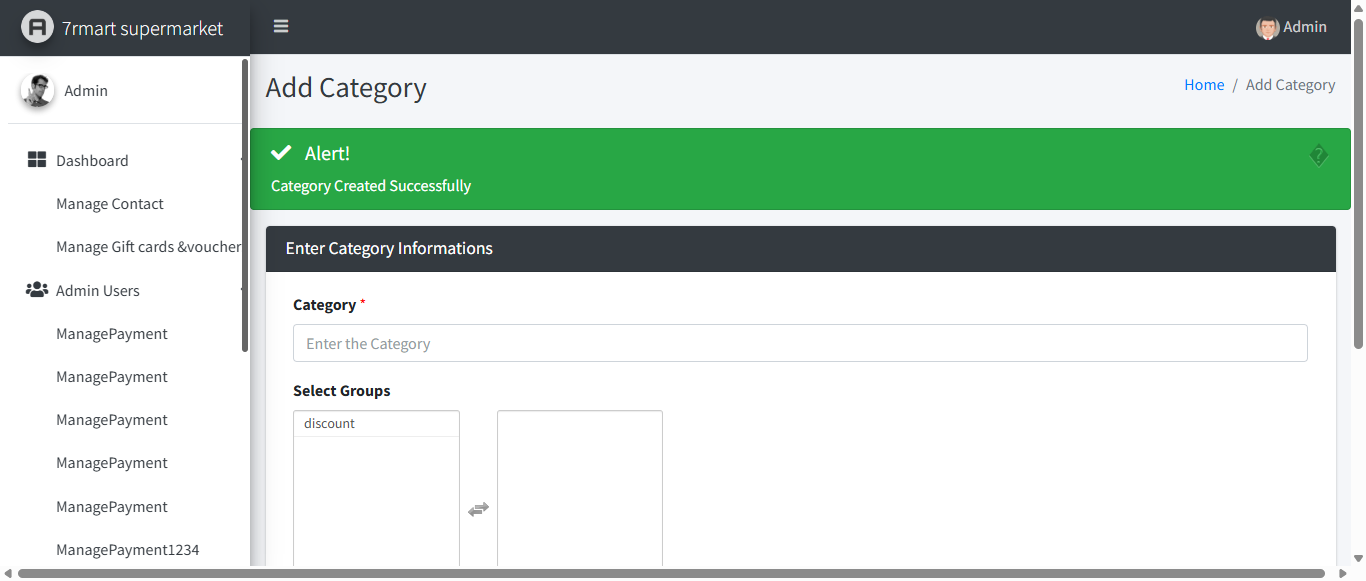 7rmart supermarket
Admin
Admin
Add Category
Home / Add Category
Alert!
Category Created Successfully
Dashboard
Manage Contact
Manage Gift cards &voucher
Admin Users
ManagePayment
ManagePayment
ManagePayment
ManagePayment
ManagePayment
ManagePayment1234
Enter Category Informations
Category *
Enter the Category
Select Groups
discount